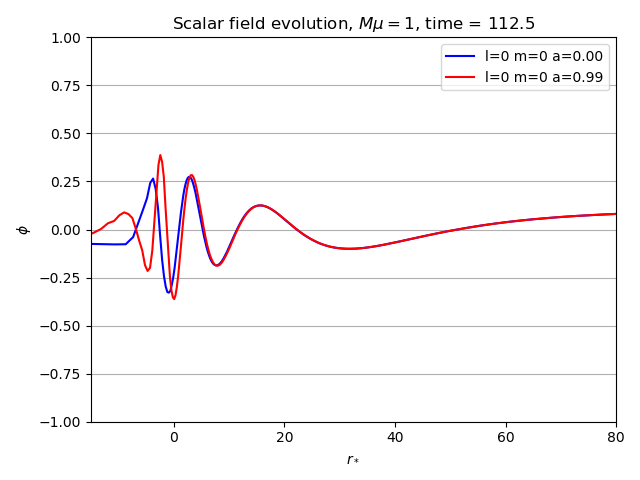 Scalar field evolution, Mμ = 1, time = 112.5
l=0 m=0 a=0.00
l=0 m=0 a=0.99
1.00
0.75
0.50
0.25
0.00
−0.25
−0.50
−0.75
−1.00
ϕ
0 20 40 60 80
r*